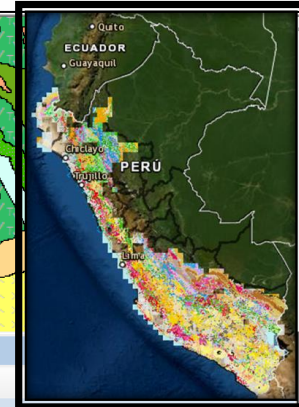 Quito
ECUADOR
Guayaquil
Chiclayo
PERÚ
Trujillo
Lima